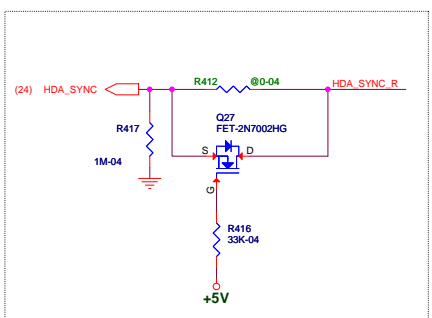 R412 @0-04
(24) HDA_SYNC HDA_SYNC_R
R417
1M-04
Q27
FET-2N7002HG
S D
G
R416
33K-04
+5V